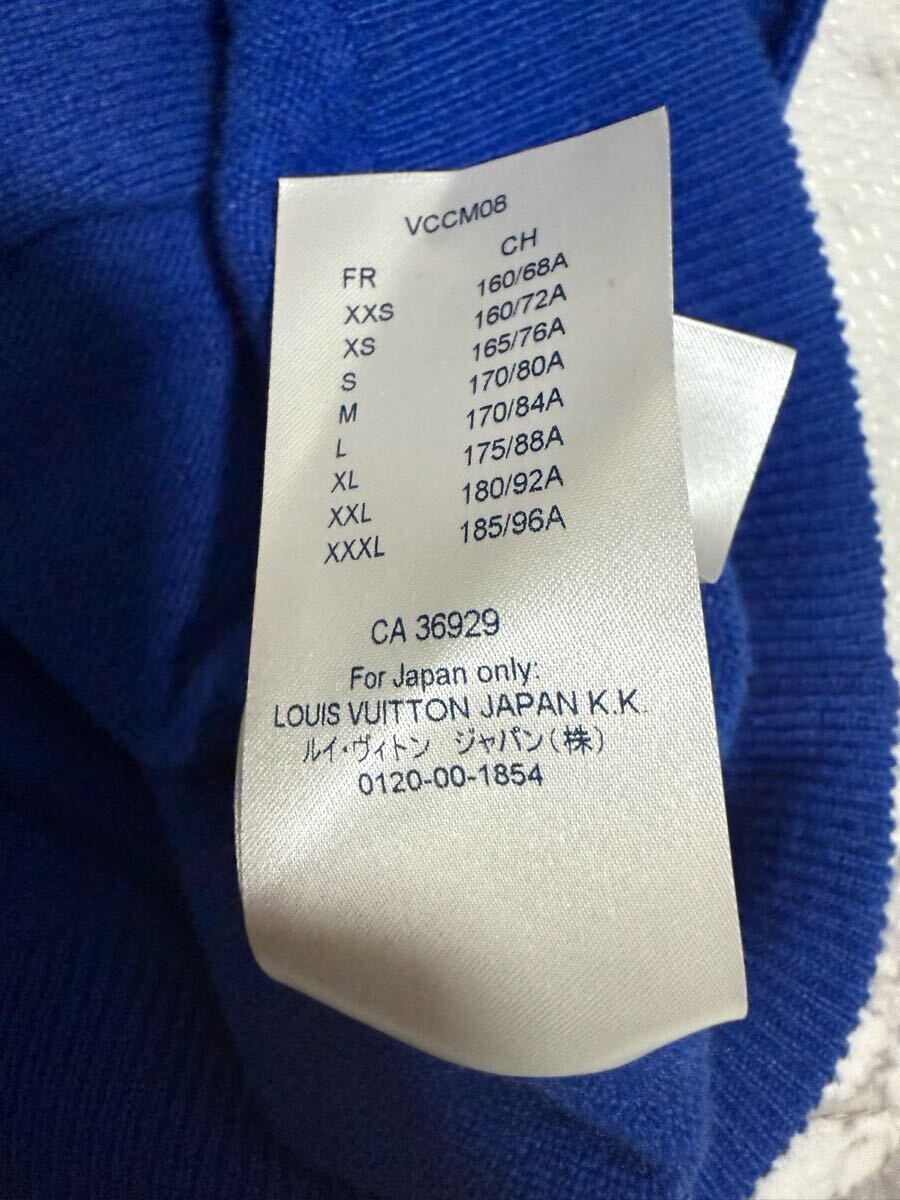 VCCM08
FR CH
XXS 160/68A
XS 160/72A
S 165/76A
M 170/80A
L 170/84A
XL 175/88A
XXL 180/92A
XXXL 185/96A
CA 36929
For Japan only:
LOUIS VUITTON JAPAN K.K.
ルイ・ヴィトン ジャパン(株)
0120-00-1854